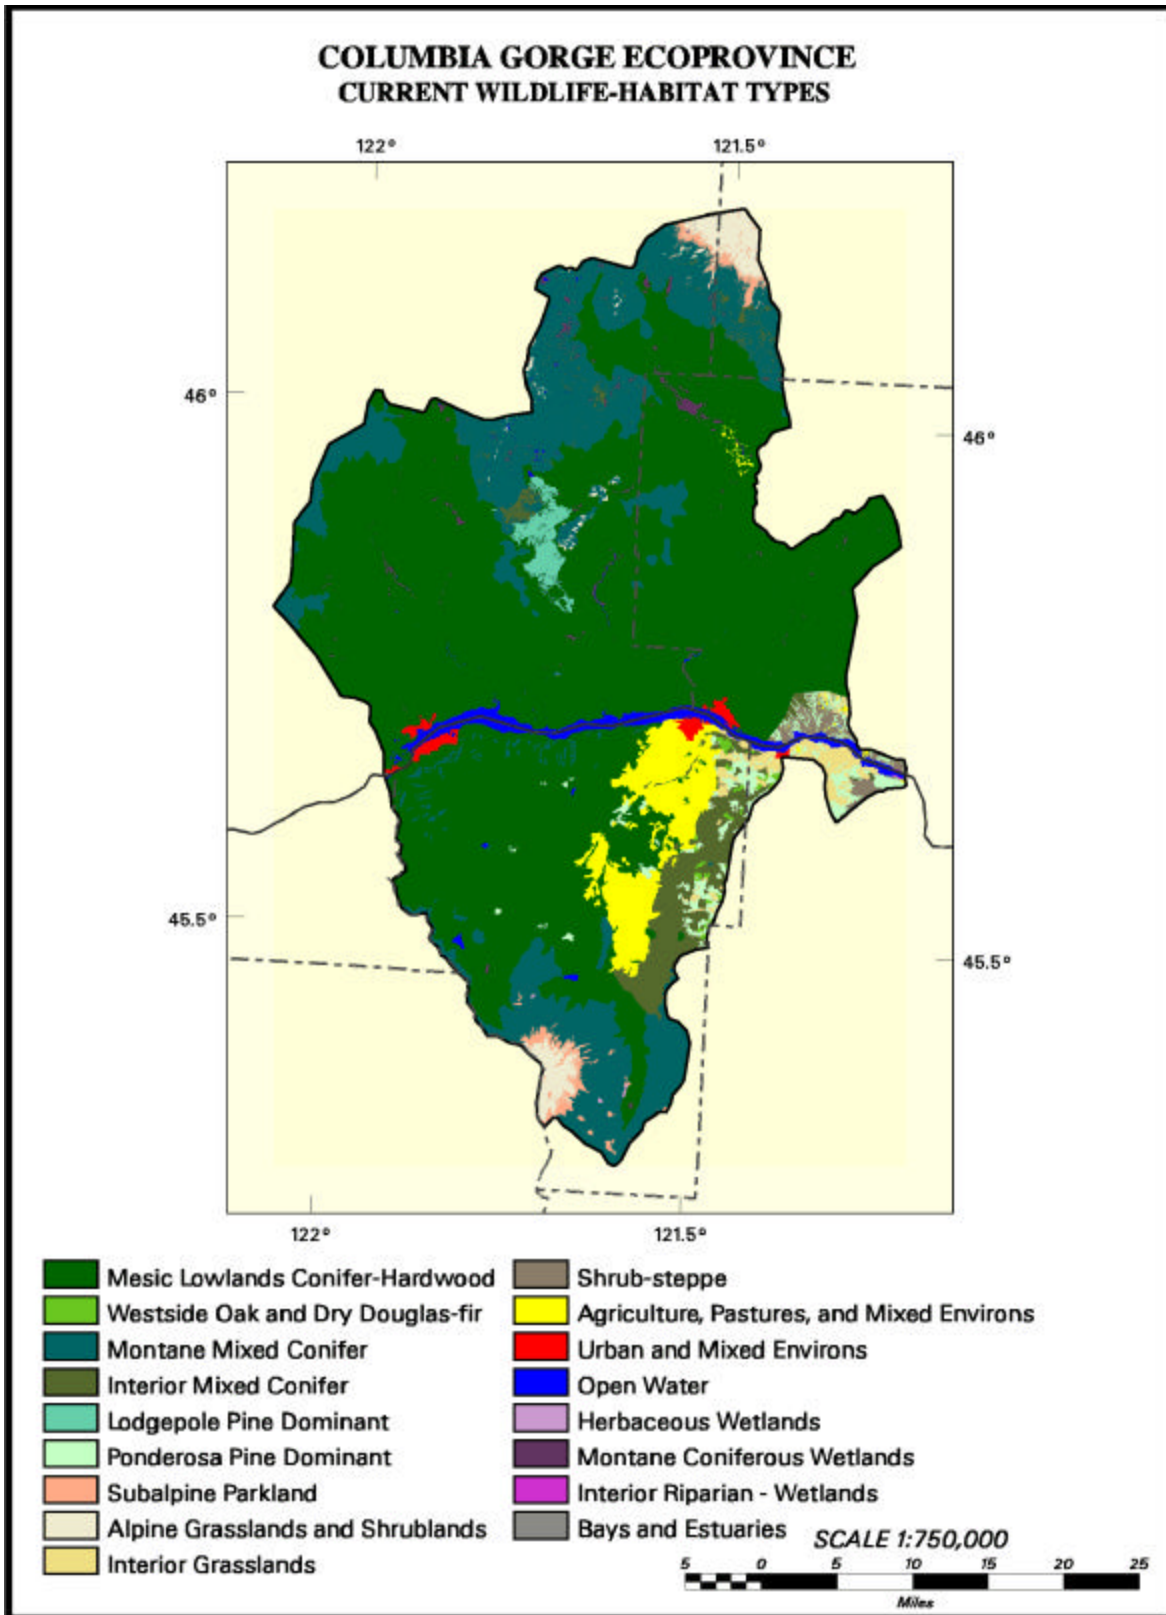 COLUMBIA GORGE ECOPROVINCE
CURRENT WILDLIFE-HABITAT TYPES
122° 121.5°
46°
46°
45.5°
45.5°
122° 121.5°
Mesic Lowlands Conifer-Hardwood
Westside Oak and Dry Douglas-fir
Montane Mixed Conifer
Interior Mixed Conifer
Lodgepole Pine Dominant
Ponderosa Pine Dominant
Subalpine Parkland
Alpine Grasslands and Shrublands
Interior Grasslands
Shrub-steppe
Agriculture, Pastures, and Mixed Environs
Urban and Mixed Environs
Open Water
Herbaceous Wetlands
Montane Coniferous Wetlands
Interior Riparian - Wetlands
Bays and Estuaries
SCALE 1:750,000
5 0 5 10 15 20 25
Miles